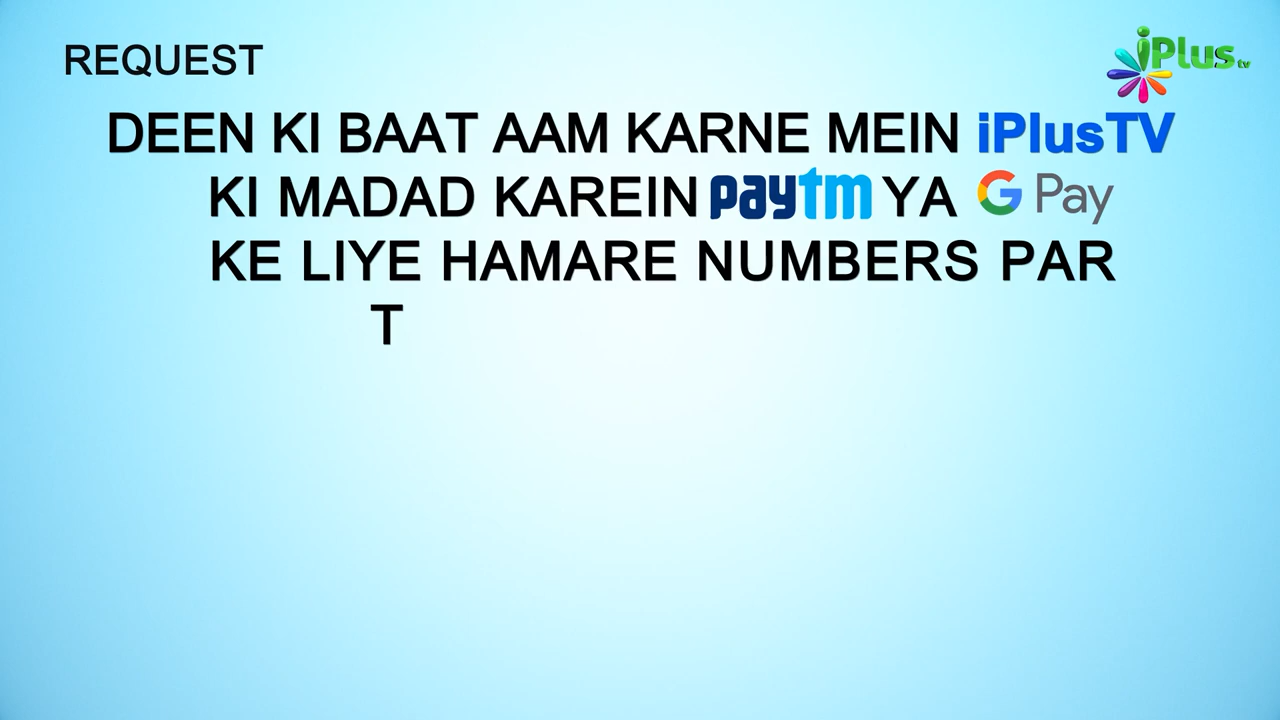 REQUEST
iPlus tv
DEEN KI BAAT AAM KARNE MEIN iPlusTV
KI MADAD KAREIN paytm YA G Pay
KE LIYE HAMARE NUMBERS PAR
T